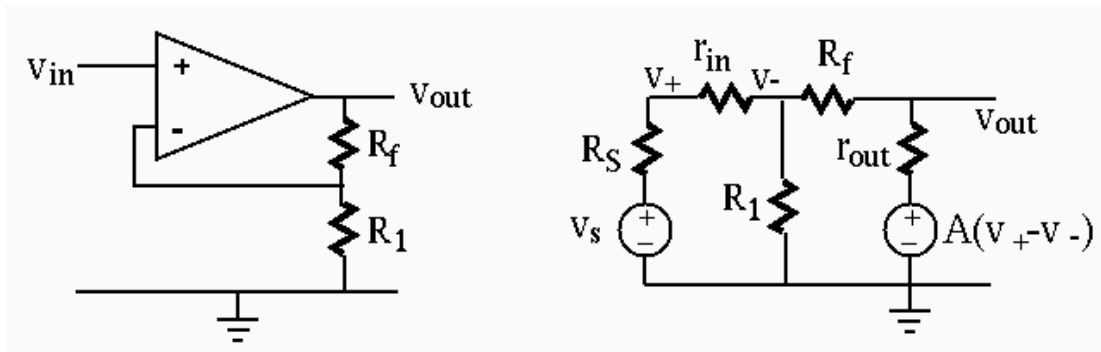 Vin
+
-
Vout
Rf
R1
V+
rin
V-
Rf
Vout
RS
rout
R1
Vs
+
−
+
−
A(v+-v-)